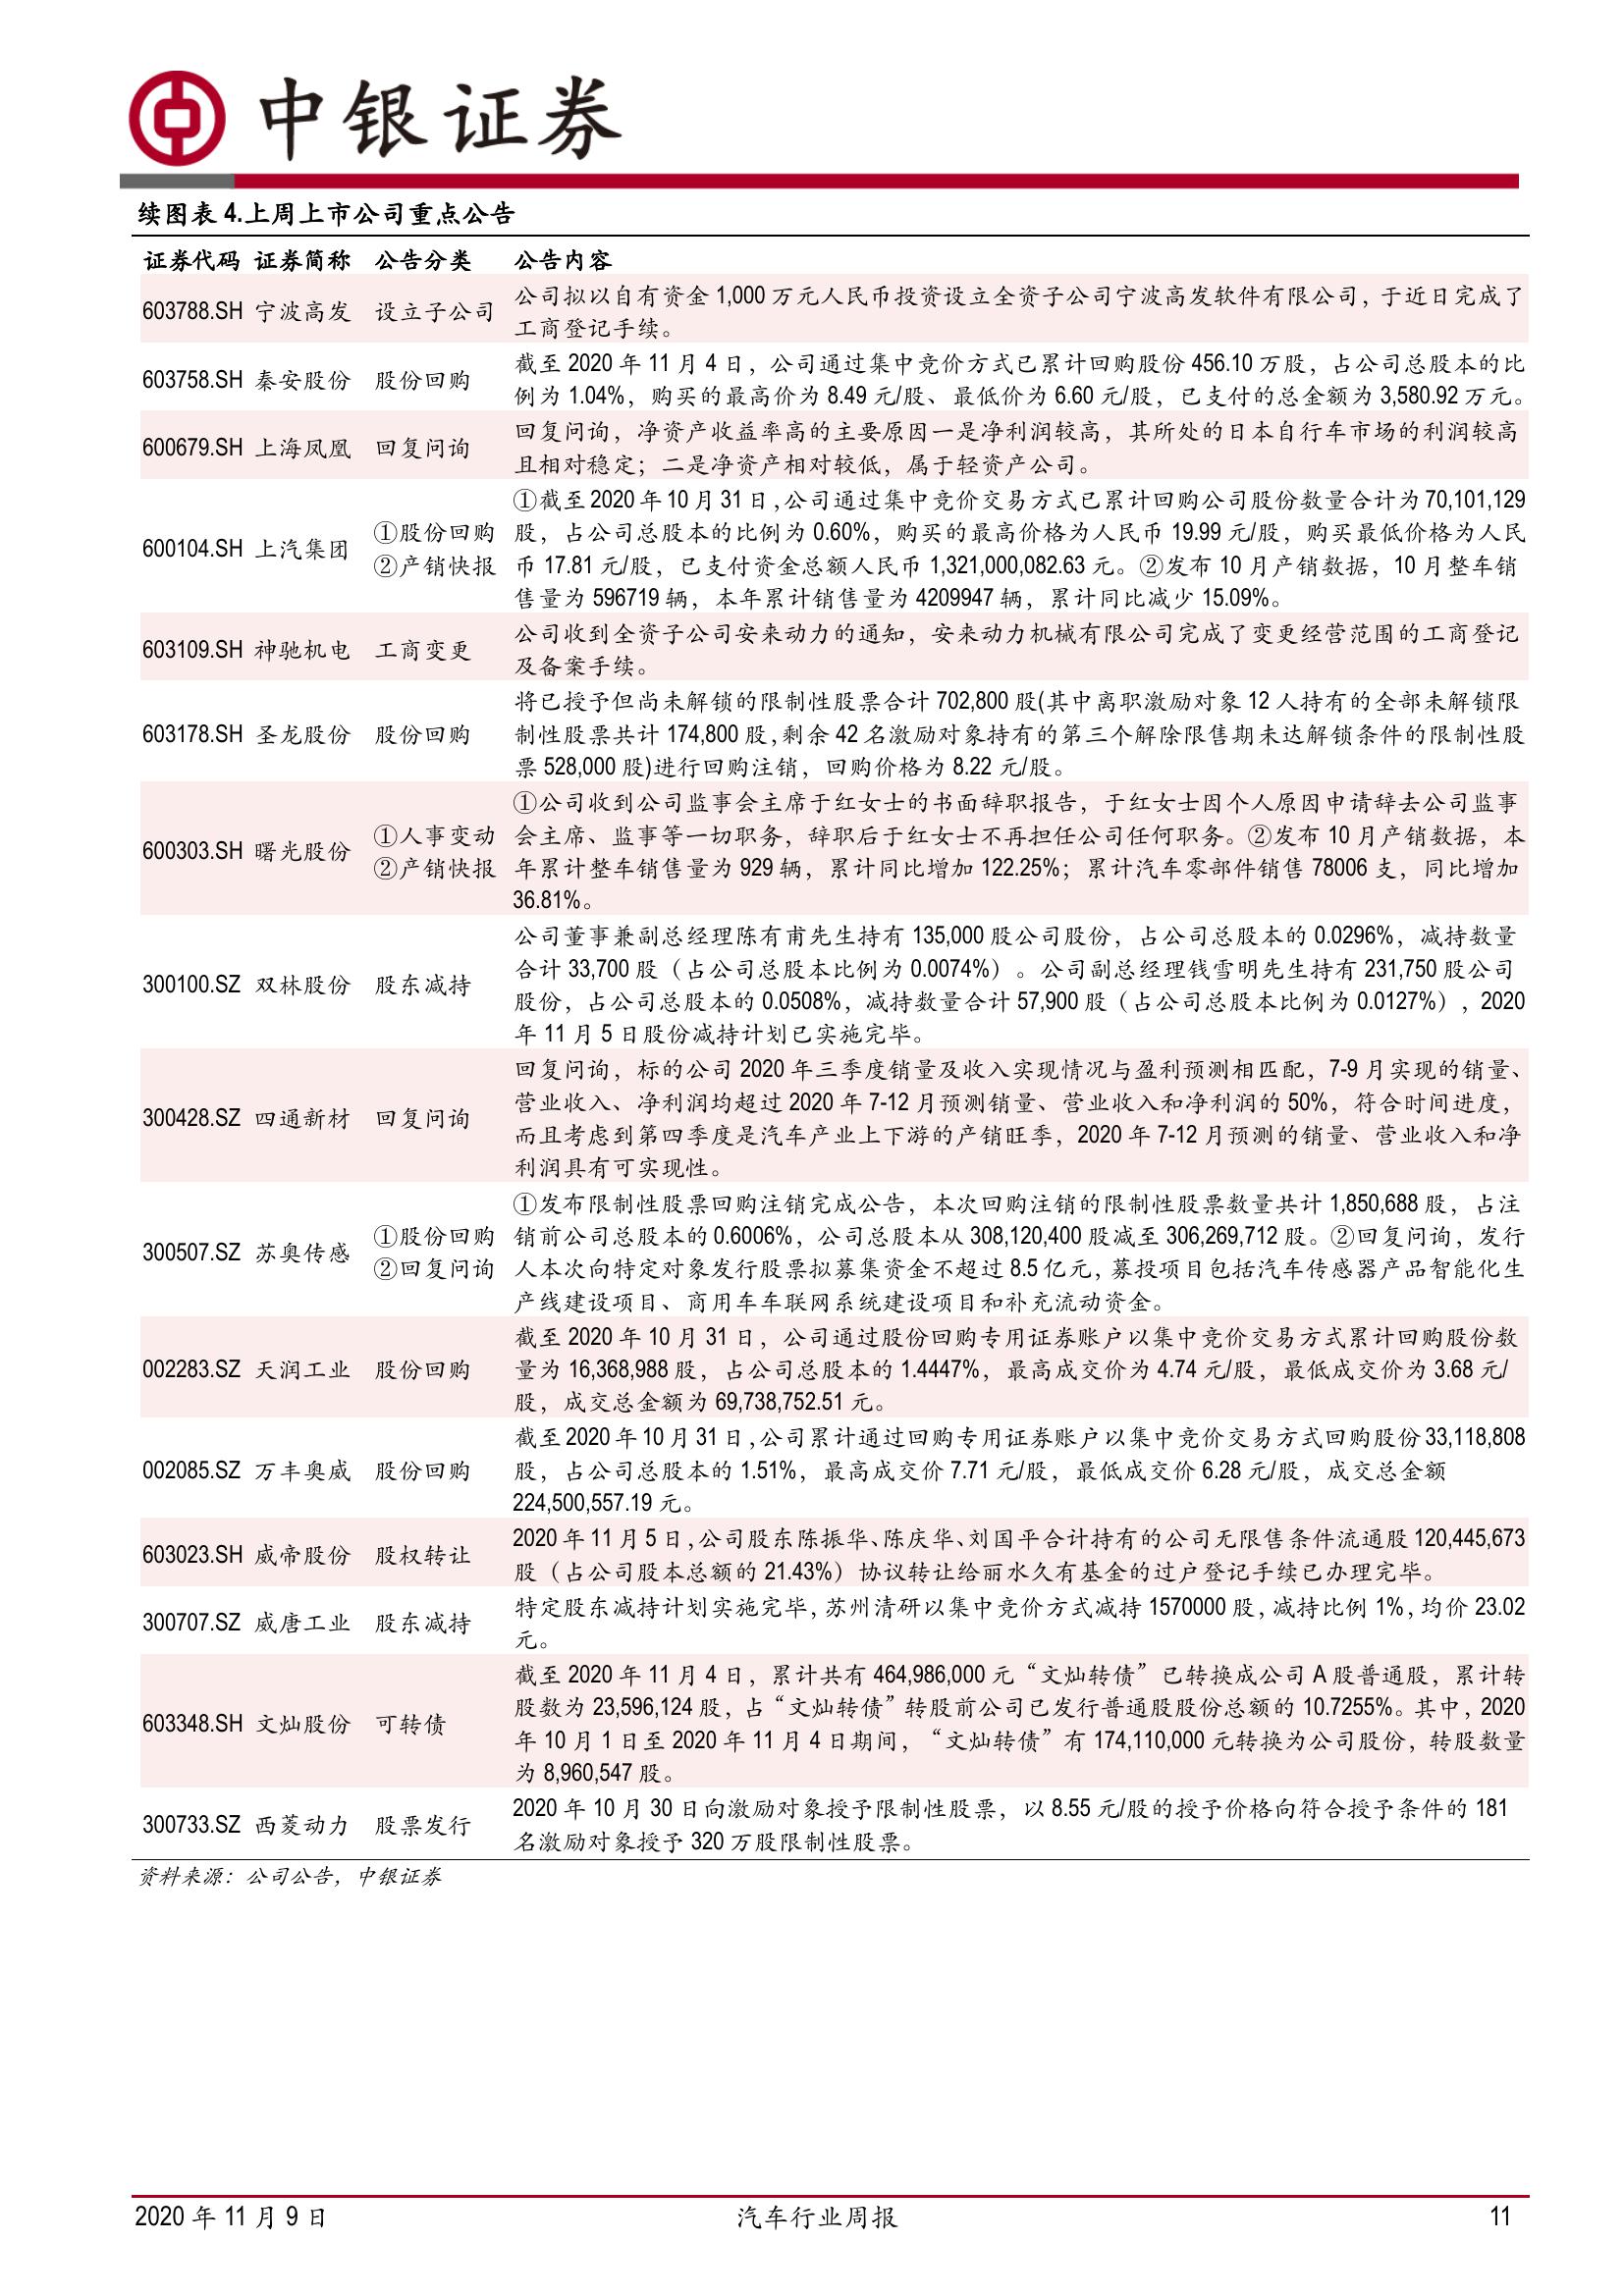 中银证券
续图表 4.上周上市公司重点公告
证券代码 证券简称 公告分类 公告内容
603788.SH 宁波高发 设立子公司
公司拟以自有资金 1,000 万元人民币投资设立全资子公司宁波高发软件有限公司，于近日完成了
工商登记手续。
603758.SH 秦安股份 股份回购
截至 2020 年 11 月 4 日，公司通过集中竞价方式已累计回购股份 456.10 万股，占公司总股本的比
例为 1.04%，购买的最高价为 8.49 元/股、最低价为 6.60 元/股，已支付的总金额为 3,580.92 万元。
600679.SH 上海凤凰 回复问询
回复问询，净资产收益率高的主要原因一是净利润较高，其所处的日本自行车市场的利润较高
且相对稳定；二是净资产相对较低，属于轻资产公司。
600104.SH 上汽集团
①股份回购
②产销快报
①截至 2020 年 10 月 31 日，公司通过集中竞价交易方式已累计回购公司股份数量合计为 70,101,129
股，占公司总股本的比例为 0.60%，购买的最高价格为人民币 19.99 元/股，购买最低价格为人民
币 17.81 元/股，已支付资金总额人民币 1,321,000,082.63 元。②发布 10 月产销数据，10 月整车销
售量为 596719 辆，本年累计销售量为 4209947 辆，累计同比减少 15.09%。
603109.SH 神驰机电 工商变更
公司收到全资子公司安来动力的通知，安来动力机械有限公司完成了变更经营范围的工商登记
及备案手续。
603178.SH 圣龙股份 股份回购
将已授予但尚未解锁的限制性股票合计 702,800 股(其中离职激励对象 12 人持有的全部未解锁限
制性股票共计 174,800 股，剩余 42 名激励对象持有的第三个解除限售期未达解锁条件的限制性股
票 528,000 股)进行回购注销，回购价格为 8.22 元/股。
600303.SH 曙光股份
①人事变动
②产销快报
①公司收到公司监事会主席于红女士的书面辞职报告，于红女士因个人原因申请辞去公司监事
会主席、监事等一切职务，辞职后于红女士不再担任公司任何职务。②发布 10 月产销数据，本
年累计整车销售量为 929 辆，累计同比增加 122.25%；累计汽车零部件销售 78006 支，同比增加
36.81%。
300100.SZ 双林股份 股东减持
公司董事兼副总经理陈有甫先生持有 135,000 股公司股份，占公司总股本的 0.0296%，减持数量
合计 33,700 股（占公司总股本比例为 0.0074%）。公司副总经理钱雪明先生持有 231,750 股公司
股份，占公司总股本的 0.0508%，减持数量合计 57,900 股（占公司总股本比例为 0.0127%），2020
年 11 月 5 日股份减持计划已实施完毕。
300428.SZ 四通新材 回复问询
回复问询，标的公司 2020 年三季度销量及收入实现情况与盈利预测相匹配，7-9 月实现的销量、
营业收入、净利润均超过 2020 年 7-12 月预测销量、营业收入和净利润的 50%，符合时间进度，
而且考虑到第四季度是汽车产业上下游的产销旺季，2020 年 7-12 月预测的销量、营业收入和净
利润具有可实现性。
300507.SZ 苏奥传感
①股份回购
②回复问询
①发布限制性股票回购注销完成公告，本次回购注销的限制性股票数量共计 1,850,688 股，占注
销前公司总股本的 0.6006%，公司总股本从 308,120,400 股减至 306,269,712 股。②回复问询，发行
人本次向特定对象发行股票拟募集资金不超过 8.5 亿元，募投项目包括汽车传感器产品智能化生
产线建设项目、商用车车联网系统建设项目和补充流动资金。
002283.SZ 天润工业 股份回购
截至 2020 年 10 月 31 日，公司通过股份回购专用证券账户以集中竞价交易方式累计回购股份数
量为 16,368,988 股，占公司总股本的 1.4447%，最高成交价为 4.74 元/股，最低成交价为 3.68 元/
股，成交总金额为 69,738,752.51 元。
002085.SZ 万丰奥威 股份回购
截至 2020 年 10 月 31 日，公司累计通过回购专用证券账户以集中竞价交易方式回购股份 33,118,808
股，占公司总股本的 1.51%，最高成交价 7.71 元/股，最低成交价 6.28 元/股，成交总金额
224,500,557.19 元。
603023.SH 威帝股份 股权转让
2020 年 11 月 5 日，公司股东陈振华、陈庆华、刘国平合计持有的公司无限售条件流通股 120,445,673
股（占公司股本总额的 21.43%）协议转让给丽水久有基金的过户登记手续已办理完毕。
300707.SZ 威唐工业 股东减持
特定股东减持计划实施完毕，苏州清研以集中竞价方式减持 1570000 股，减持比例 1%，均价 23.02
元。
603348.SH 文灿股份 可转债
截至 2020 年 11 月 4 日，累计共有 464,986,000 元“文灿转债”已转换成公司 A 股普通股，累计转
股数为 23,596,124 股，占“文灿转债”转股前公司已发行普通股股份总额的 10.7255%。其中，2020
年 10 月 1 日至 2020 年 11 月 4 日期间，“文灿转债”有 174,110,000 元转换为公司股份，转股数量
为 8,960,547 股。
300733.SZ 西菱动力 股票发行
2020 年 10 月 30 日向激励对象授予限制性股票，以 8.55 元/股的授予价格向符合授予条件的 181
名激励对象授予 320 万股限制性股票。
资料来源：公司公告，中银证券
2020 年 11 月 9 日 汽车行业周报 11